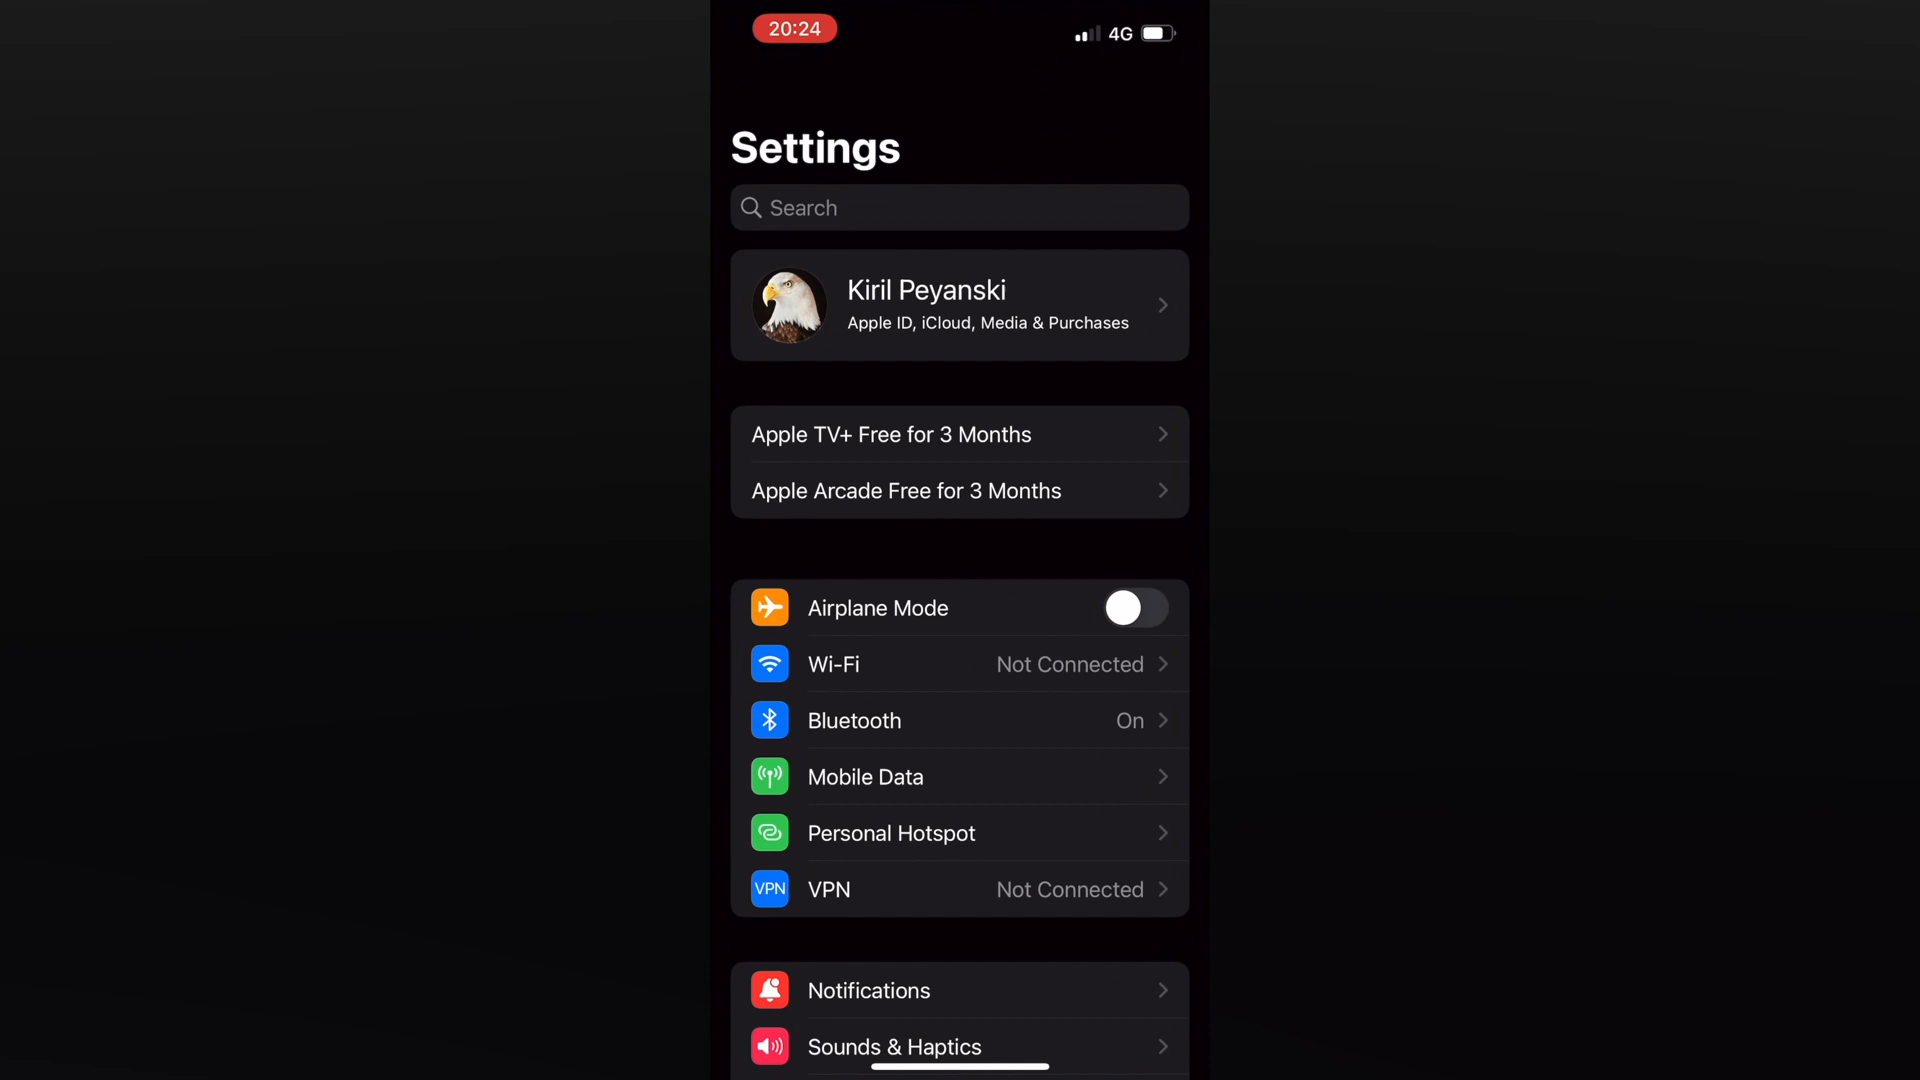 20:24
4G
Settings
Search
Kiril Peyanski
Apple ID, iCloud, Media & Purchases
Apple TV+ Free for 3 Months
Apple Arcade Free for 3 Months
Airplane Mode
Wi-Fi Not Connected
Bluetooth On
Mobile Data
Personal Hotspot
VPN VPN Not Connected
Notifications
Sounds & Haptics